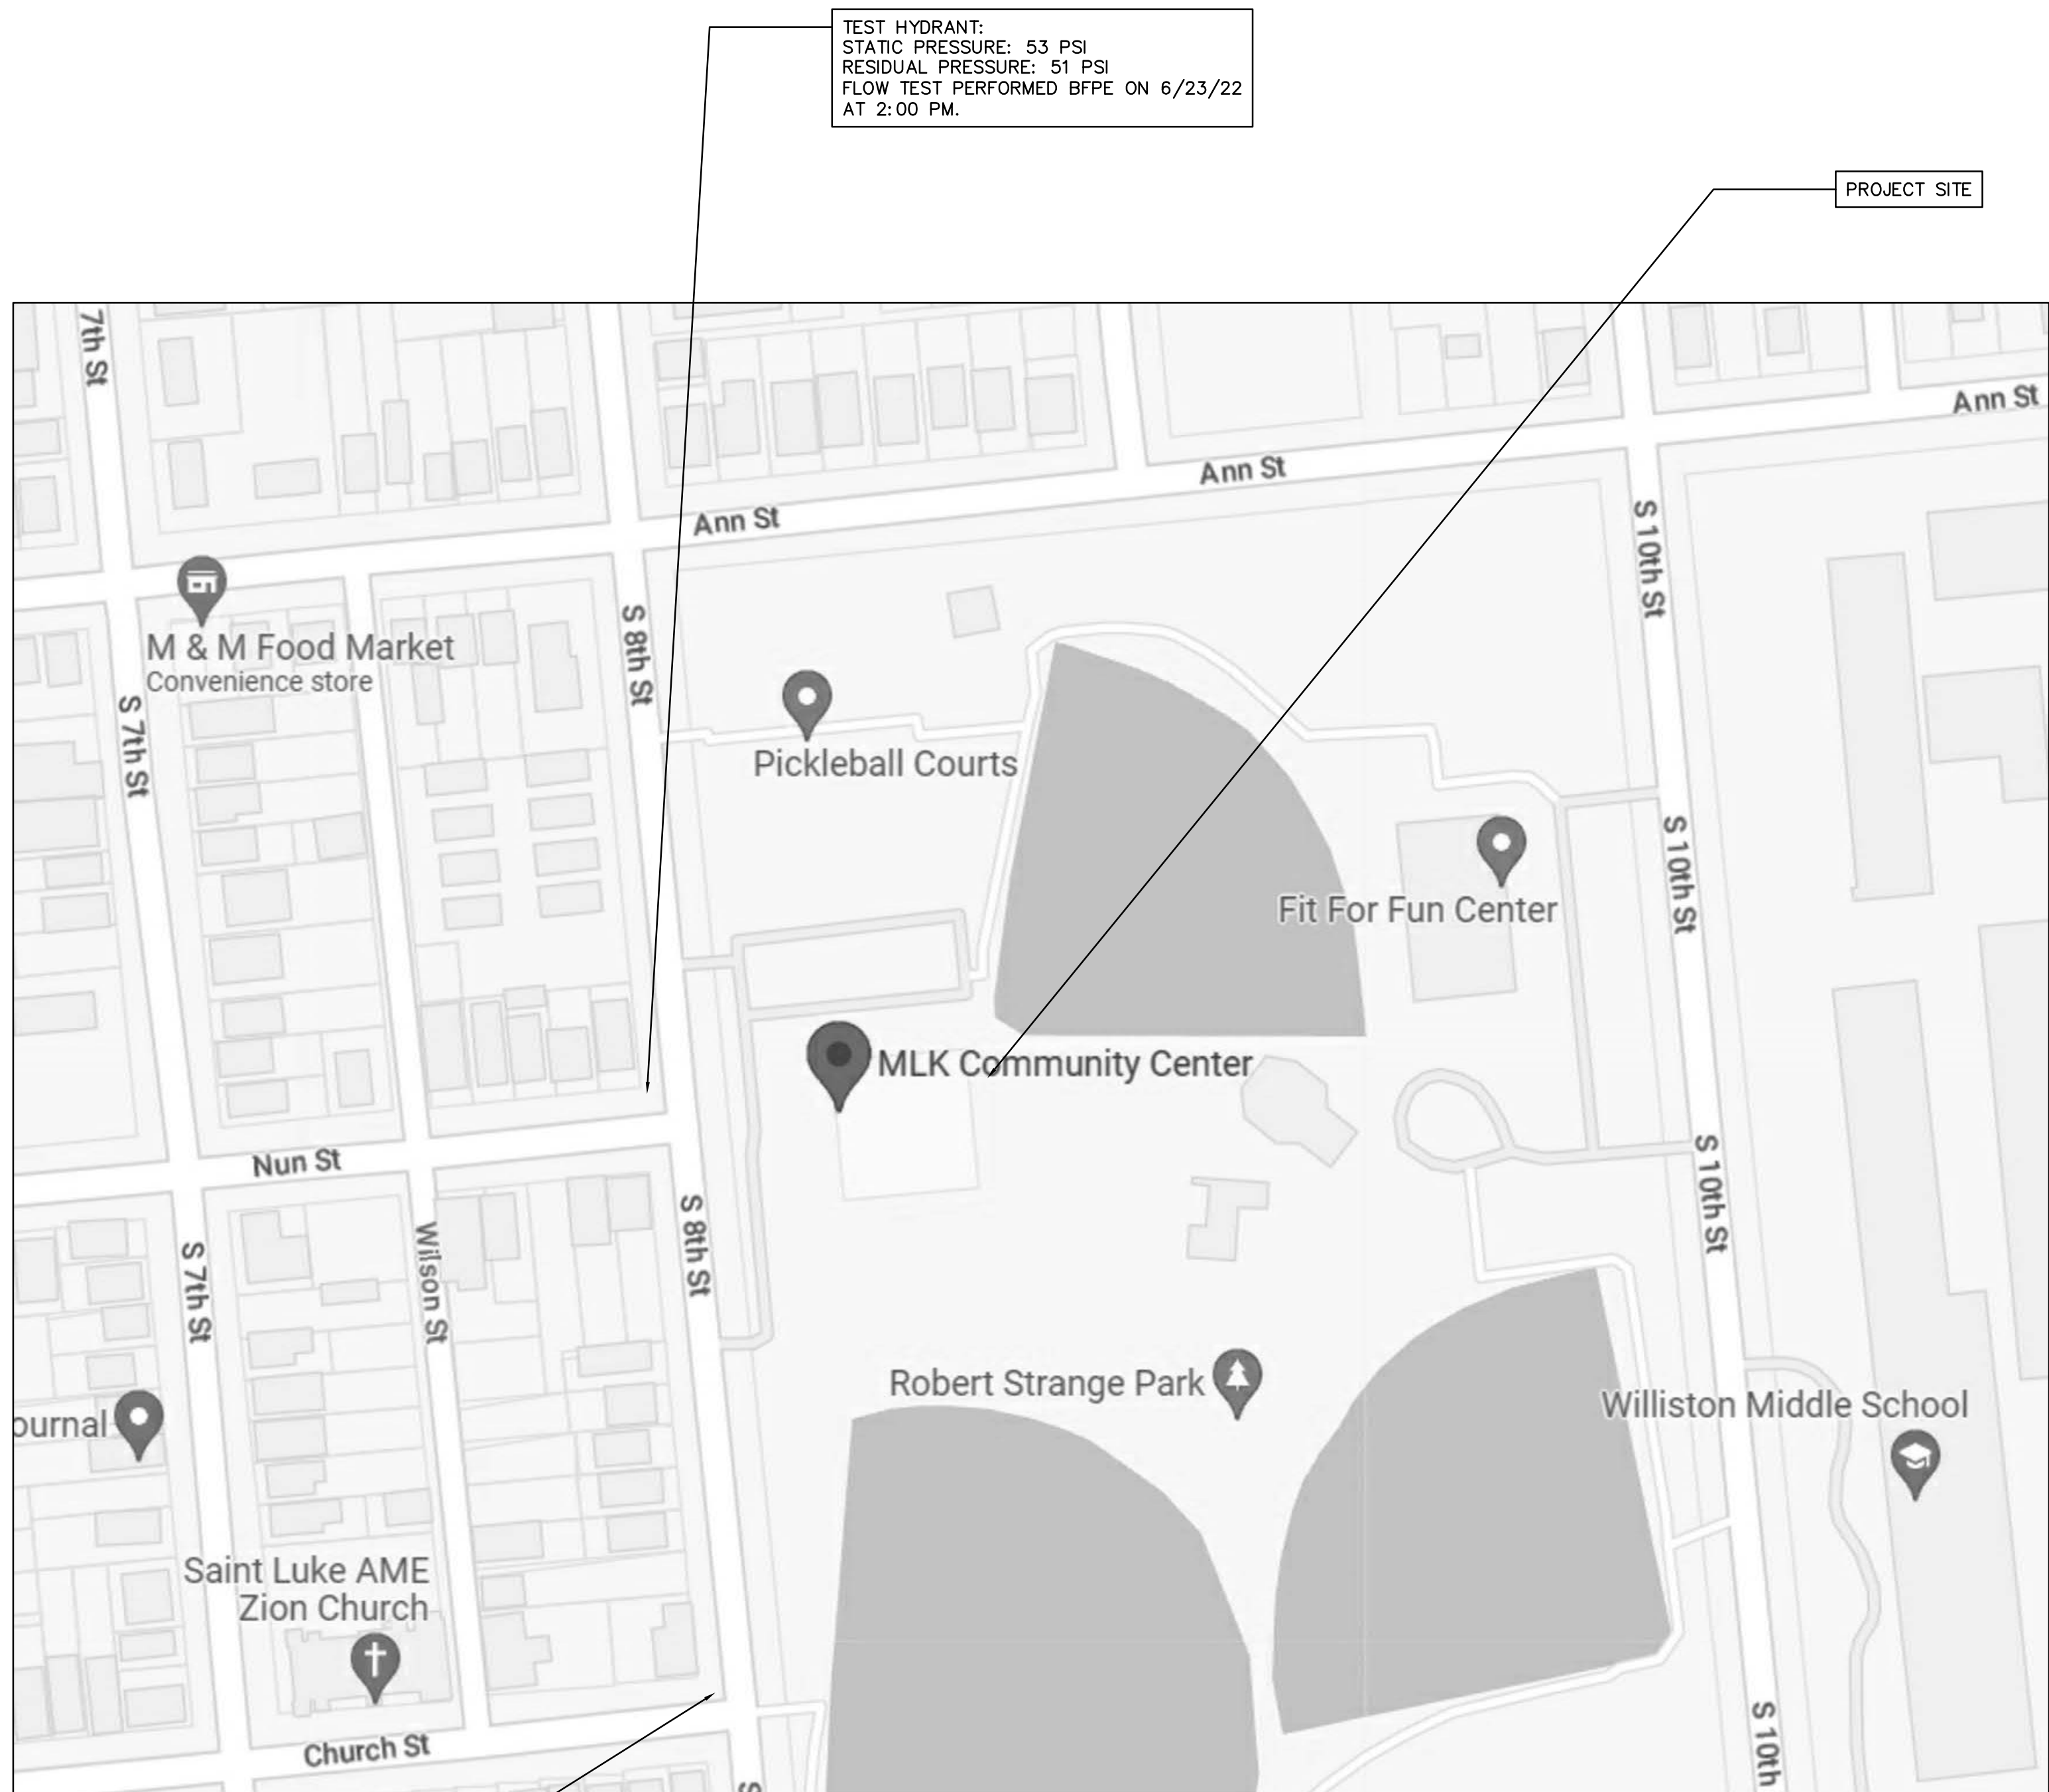 TEST HYDRANT:
STATIC PRESSURE: 53 PSI
RESIDUAL PRESSURE: 51 PSI
FLOW TEST PERFORMED BFPE ON 6/23/22
AT 2:00 PM.
PROJECT SITE
7th St
Ann St
Ann St
Ann St
S 10th St
M & M Food Market
Convenience store
S 8th St
S 7th St
Pickleball Courts
S 10th St
Fit For Fun Center
MLK Community Center
Nun St
S 10th St
S 8th St
Wilson St
S 7th St
Robert Strange Park
Williston Middle School
ournal
Saint Luke AME
Zion Church
Church St
S 10th
S